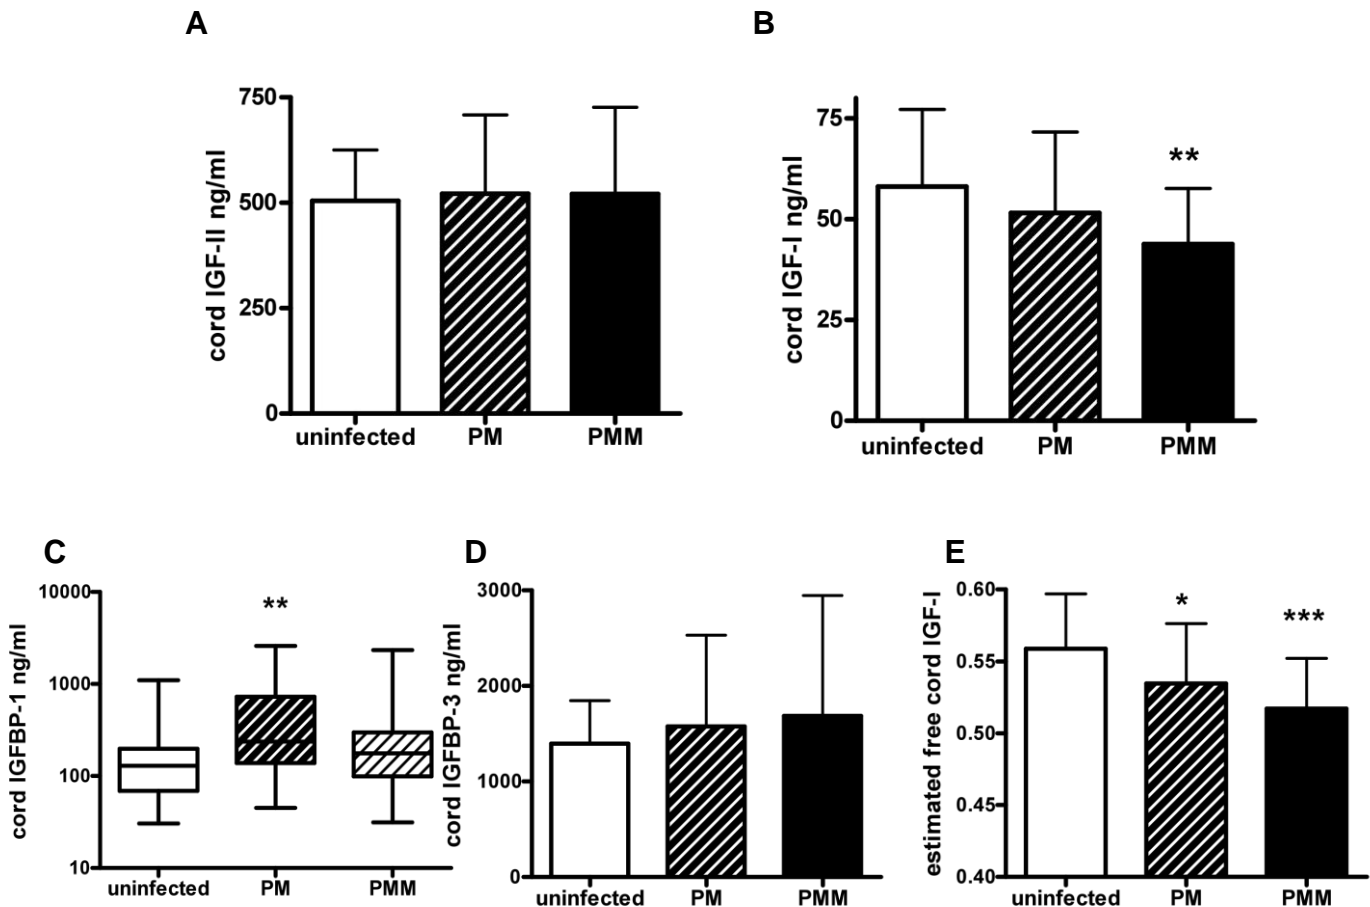 A
B
750
500
250
0
cord IGF-II ng/ml
uninfected PM PMM
75
50
25
0
cord IGF-I ng/ml
**
uninfected PM PMM
C
D
E
10000
1000
100
10
cord IGFBP-1 ng/ml
**
uninfected PM PMM
3000
2000
1000
0
cord IGFBP-3 ng/ml
uninfected PM PMM
0.60
0.55
0.50
0.45
0.40
estimated free cord IGF-I
*
***
uninfected PM PMM